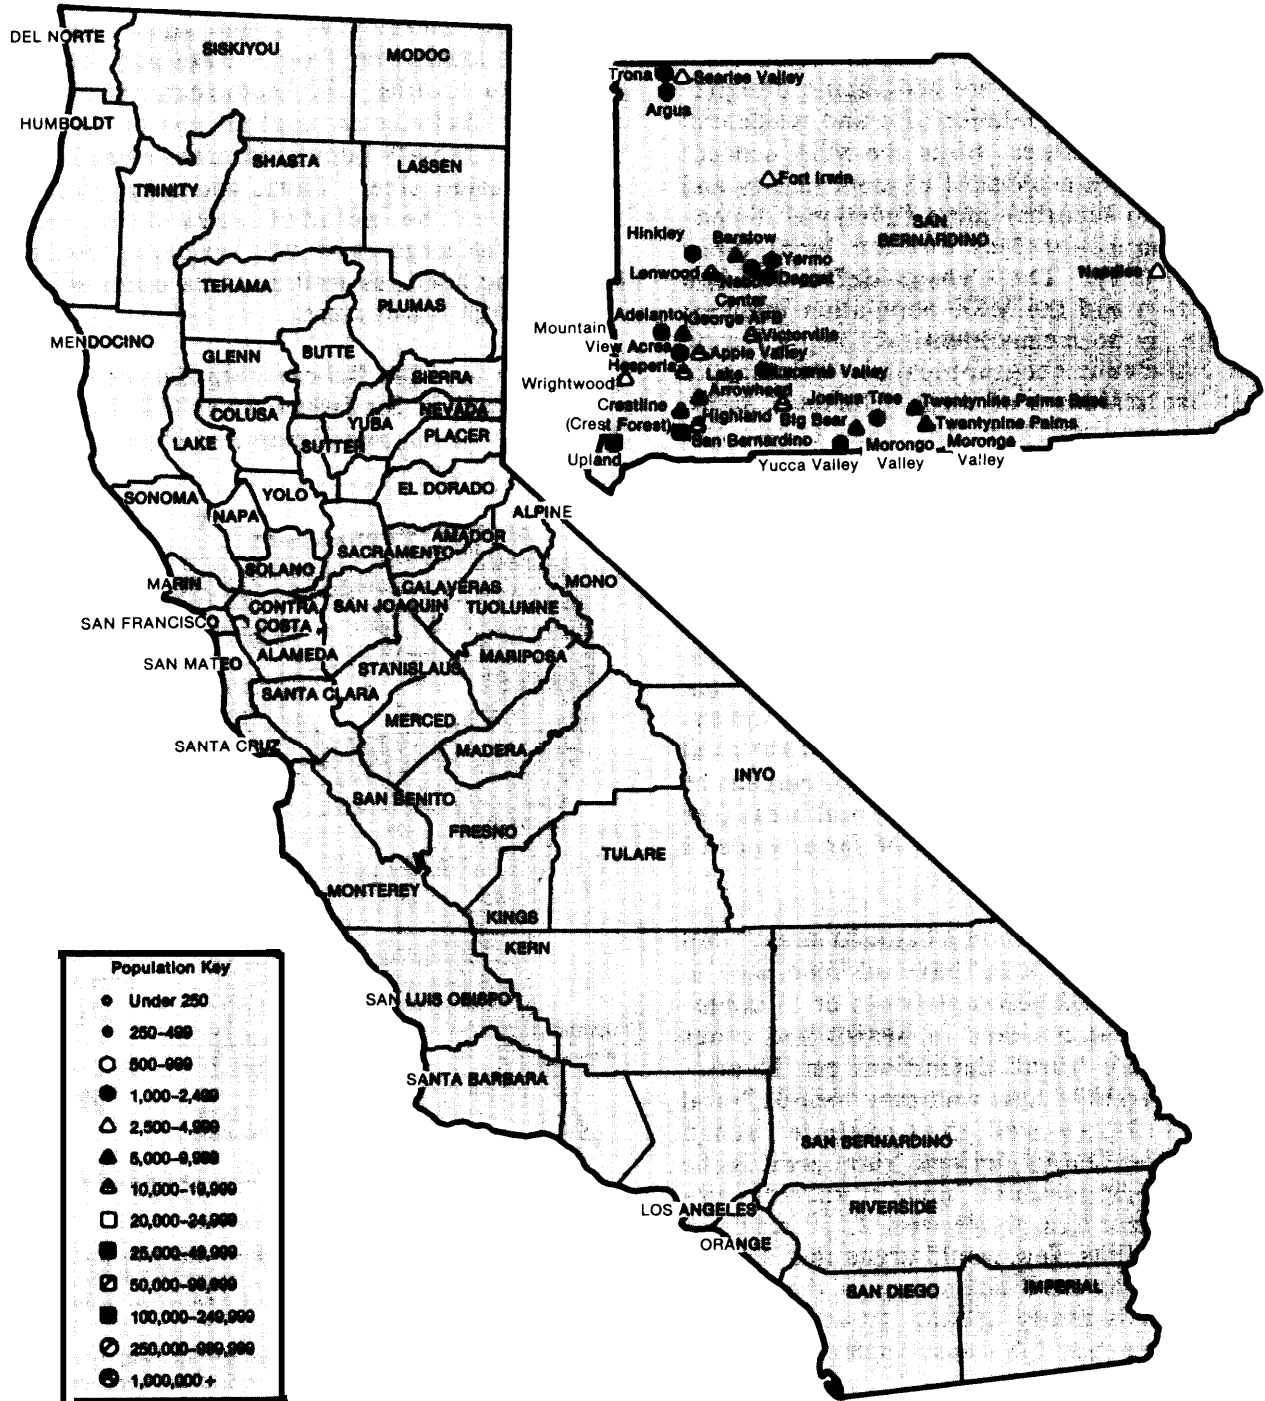 DEL NORTE
SISKIYOU
MODOC
HUMBOLDT
TRINITY
SHASTA
LASSEN
TEHAMA
PLUMAS
MENDOCINO
GLENN
BUTTE
SIERRA
COLUSA
NEVADA
YUBA
LAKE
SUTTER
PLACER
SONOMA
YOLO
EL DORADO
NAPA
ALPINE
AMADOR
SACRAMENTO
SOLANO
MARIN
MONO
CALAVERAS
CONTRA
COSTA
SAN JOAQUIN
TUOLUMNE
SAN FRANCISCO
ALAMEDA
SAN MATEO
STANISLAUS
MARIPOSA
SANTA CLARA
MERCED
SANTA CRUZ
MADERA
INYO
SAN BENITO
FRESNO
TULARE
MONTEREY
KINGS
KERN
SAN LUIS OBISPO
SANTA BARBARA
SAN BERNARDINO
LOS ANGELES
RIVERSIDE
ORANGE
SAN DIEGO
IMPERIAL
Trona
Searles Valley
Argus
Fort Irwin
SAN
BERNARDINO
Hinkley
Barstow
Yermo
Lenwood
Nebo
Center
Dagget
Needles
Adelanto
George AFB
Mountain
View Acres
Victorville
Apple Valley
Hesperia
Lake
Arrowhead
Lucerne Valley
Wrightwood
Joshua Tree
Twentynine Palms Base
Crestline
(Crest Forest)
Highland
Big Bear
Twentynine Palms
San Bernardino
Morongo
Valley
Moronga
Valley
Upland
Yucca Valley
Population Key
Under 250
250-499
500-999
1,000-2,499
2,500-4,999
5,000-9,999
10,000-19,999
20,000-24,999
25,000-49,999
50,000-99,999
100,000-249,999
250,000-999,999
1,000,000+